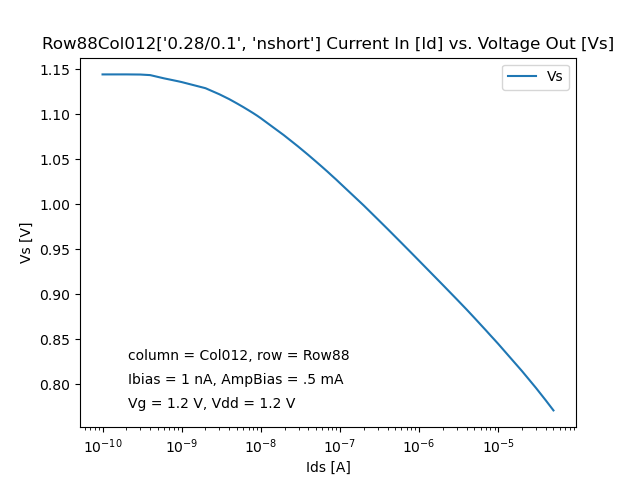 Row88Col012['0.28/0.1', 'nshort'] Current In [Id] vs. Voltage Out [Vs]
Vs
1.15
1.10
1.05
1.00
0.95
0.90
0.85
0.80
Vs [V]
column = Col012, row = Row88
Ibias = 1 nA, AmpBias = .5 mA
Vg = 1.2 V, Vdd = 1.2 V
10⁻¹⁰ 10⁻⁹ 10⁻⁸ 10⁻⁷ 10⁻⁶ 10⁻⁵
Ids [A]